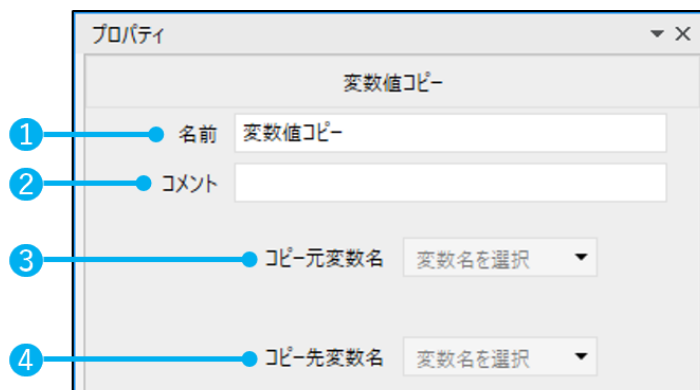 プロパティ
変数値コピー
1 名前 変数値コピー
2 コメント
3 コピー元変数名 変数名を選択
4 コピー先変数名 変数名を選択